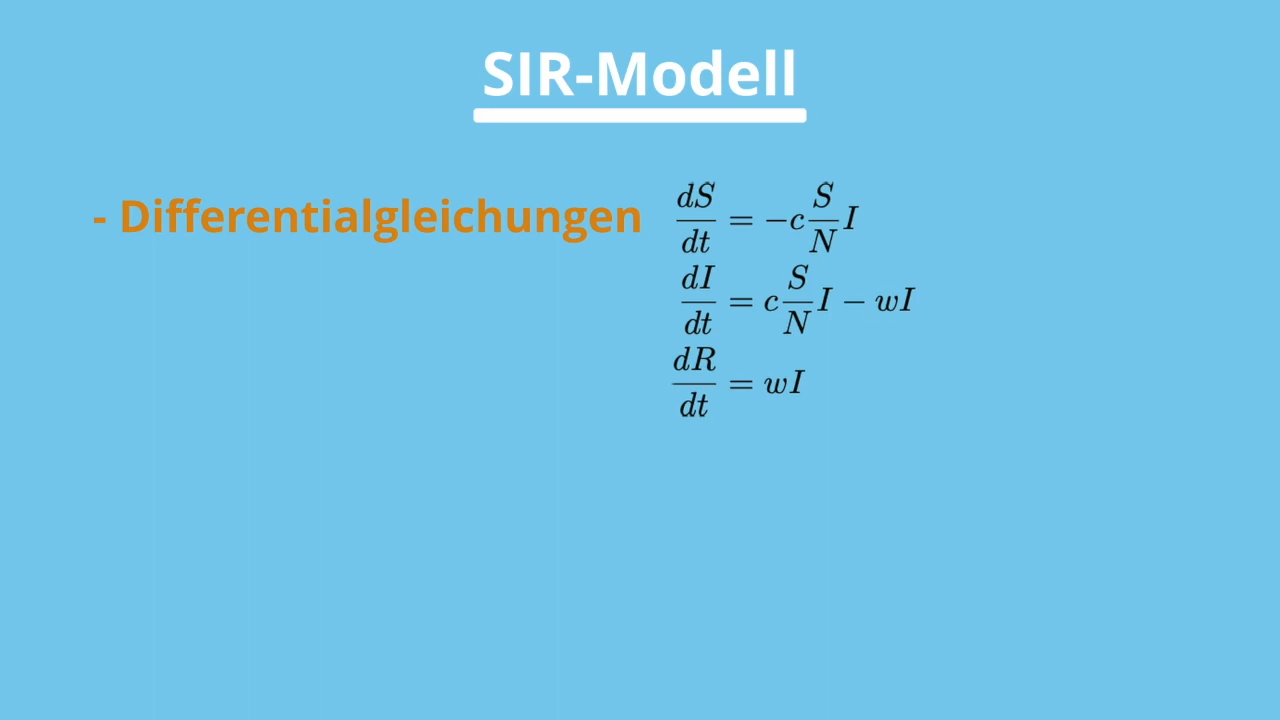 SIR-Modell
- Differentialgleichungen
dS/dt = -c S/N I
dI/dt = c S/N I - wI
dR/dt = wI